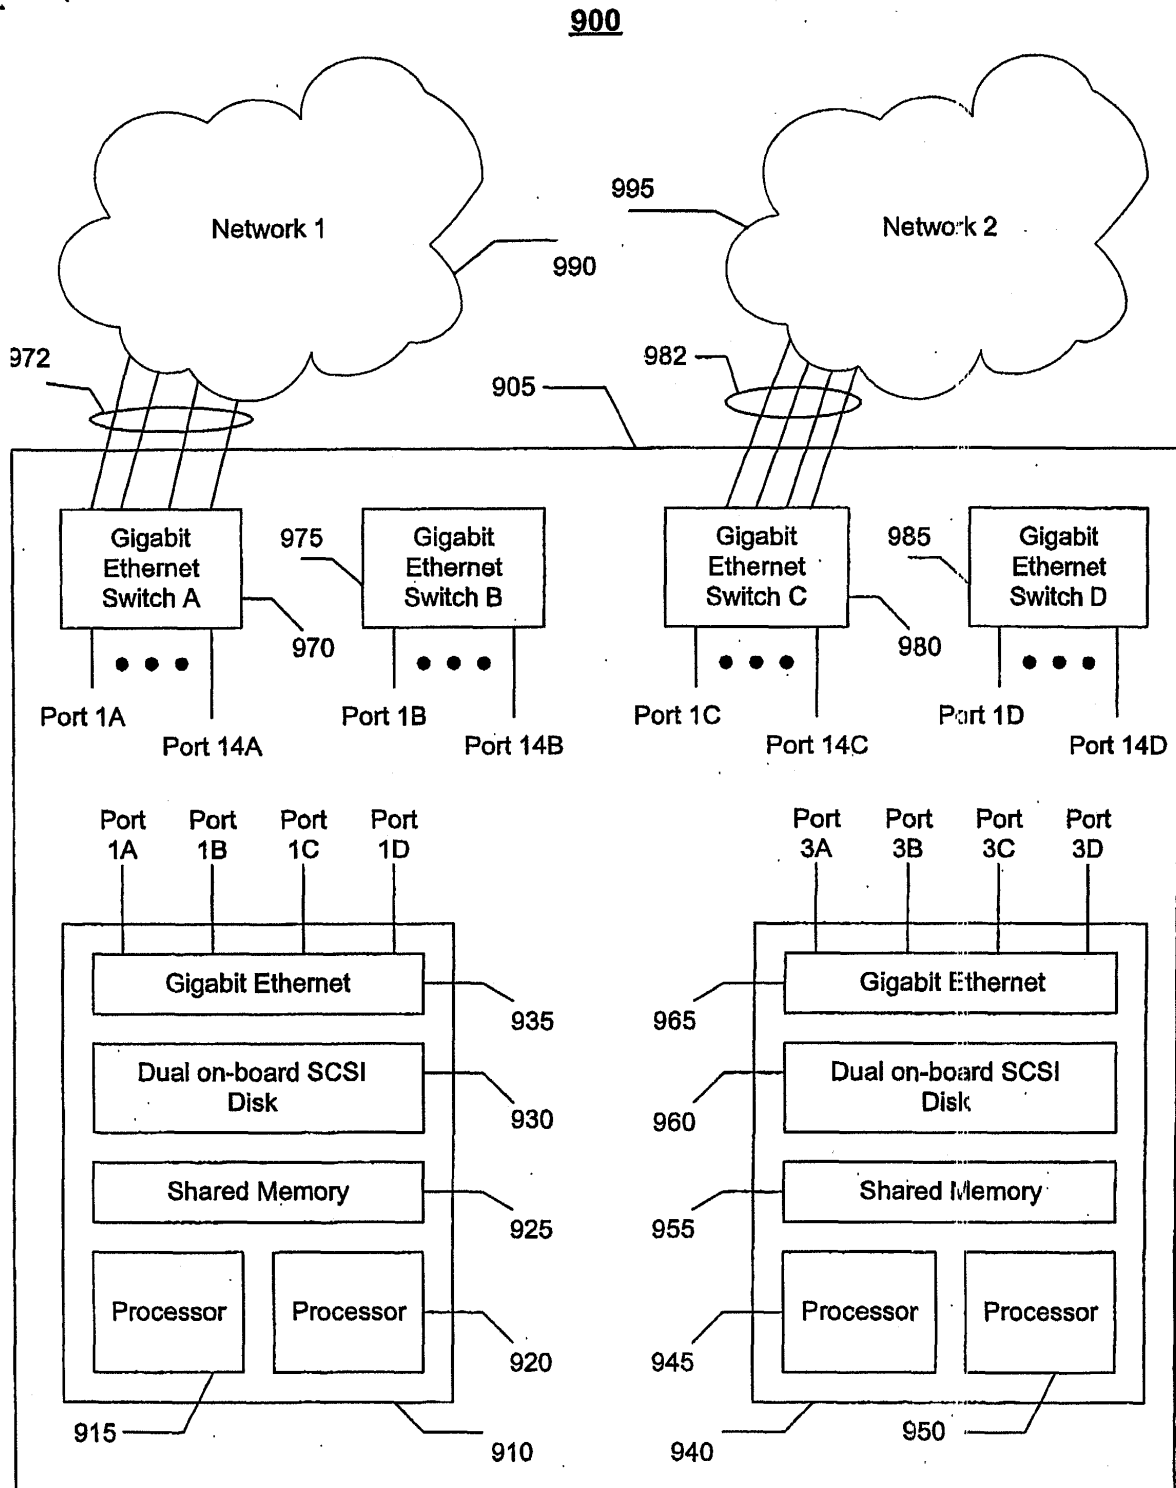 900
Network 1
995
Network 2
990
972
982
905
Gigabit
Ethernet
Switch A
975
Gigabit
Ethernet
Switch B
Gigabit
Ethernet
Switch C
985
Gigabit
Ethernet
Switch D
970
980
Port 1A
Port 14A
Port 1B
Port 14B
Port 1C
Port 14C
Port 1D
Port 14D
Port
1A
Port
1B
Port
1C
Port
1D
Port
3A
Port
3B
Port
3C
Port
3D
Gigabit Ethernet
935
965
Gigabit Ethernet
Dual on-board SCSI
Disk
930
960
Dual on-board SCSI
Disk
Shared Memory
925
955
Shared Memory
Processor
Processor
920
945
Processor
Processor
915
910
940
950